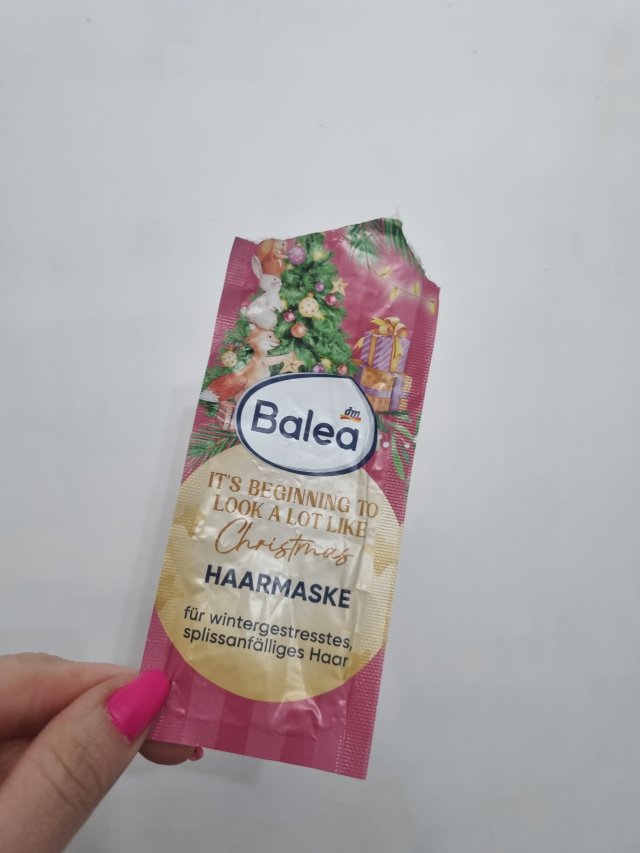 dm
Balea
IT'S BEGINNING TO
LOOK A LOT LIKE
Christmas
HAARMASKE
für wintergestresstes,
splissanfälliges Haar